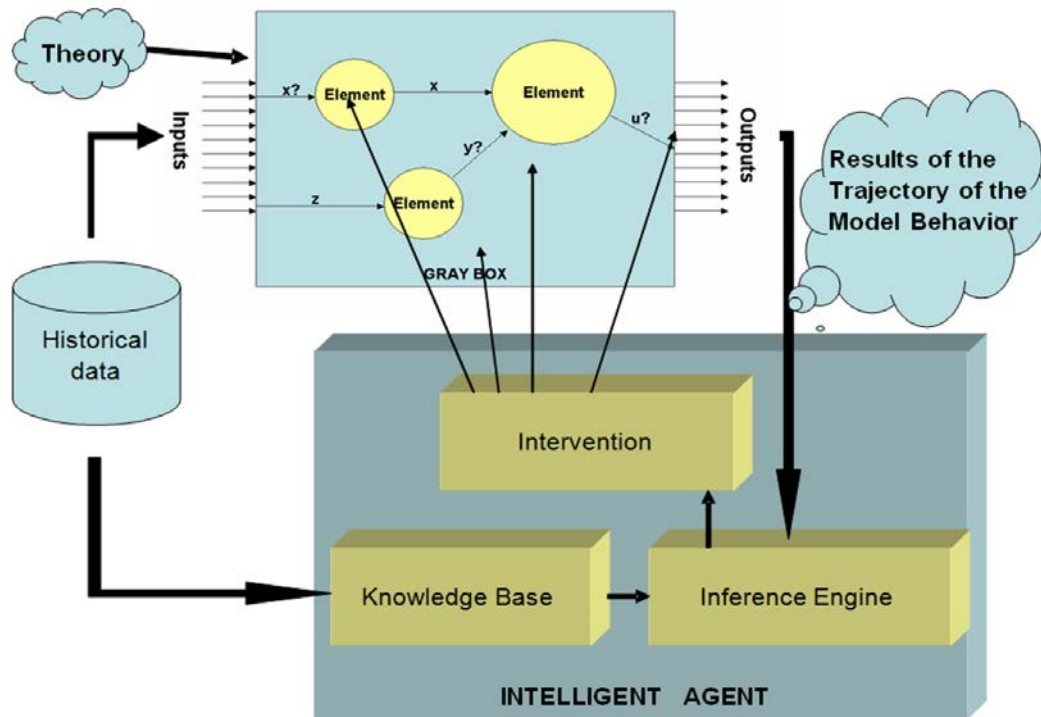 Theory
Inputs
x?
Element
x
Element
u?
y?
z
Element
GRAY BOX
Outputs
Results of the
Trajectory of the
Model Behavior
Historical
data
Intervention
Knowledge Base
Inference Engine
INTELLIGENT AGENT